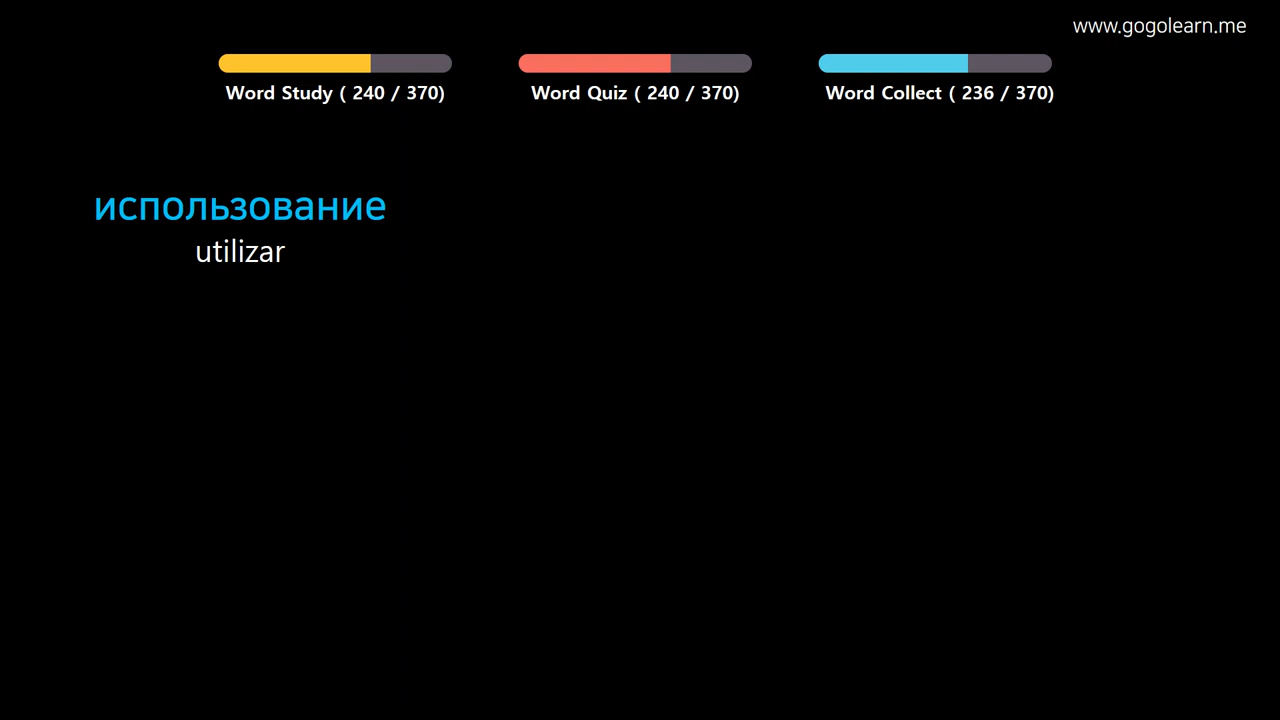 www.gogolearn.me
Word Study ( 240 / 370)
Word Quiz ( 240 / 370)
Word Collect ( 236 / 370)
использование
utilizar